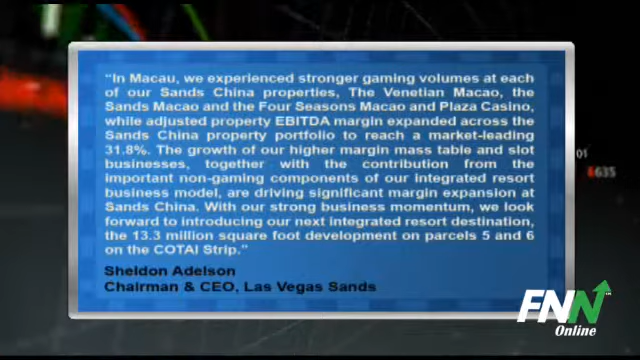 "In Macau, we experienced stronger gaming volumes at each
of our Sands China properties, The Venetian Macao, the
Sands Macao and the Four Seasons Macao and Plaza Casino,
while adjusted property EBITDA margin expanded across the
Sands China property portfolio to reach a market-leading
31.8%. The growth of our higher margin mass table and slot
businesses, together with the contribution from the
important non-gaming components of our integrated resort
business model, are driving significant margin expansion at
Sands China. With our strong business momentum, we look
forward to introducing our next integrated resort destination,
the 13.3 million square foot development on parcels 5 and 6
on the COTAI Strip."
Sheldon Adelson
Chairman & CEO, Las Vegas Sands
FNN
Online